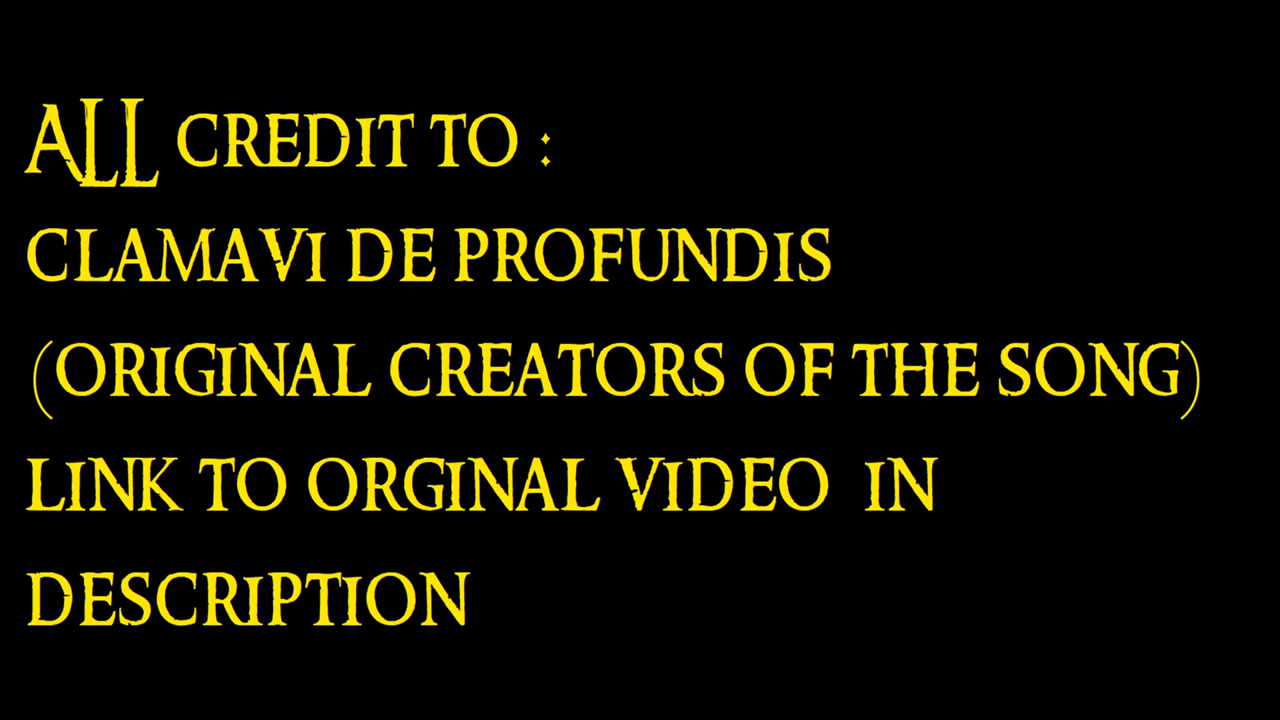 ALL CREDIT TO :
CLAMAVI DE PROFUNDIS
(ORIGINAL CREATORS OF THE SONG)
LINK TO ORGINAL VIDEO IN
DESCRIPTION